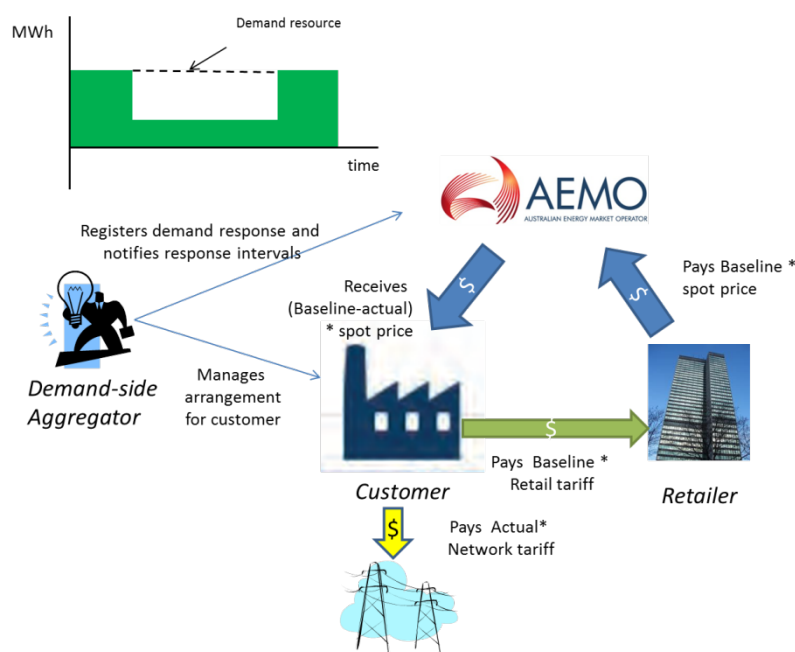 MWh
Demand resource
time
AEMO
AUSTRALIAN ENERGY MARKET OPERATOR
Registers demand response and
notifies response intervals
$
$
Pays Baseline *
spot price
Receives
(Baseline-actual)
* spot price
Demand-side
Aggregator
Manages
arrangement
for customer
$
Pays Baseline *
Retail tariff
Customer
Retailer
$
Pays Actual*
Network tariff